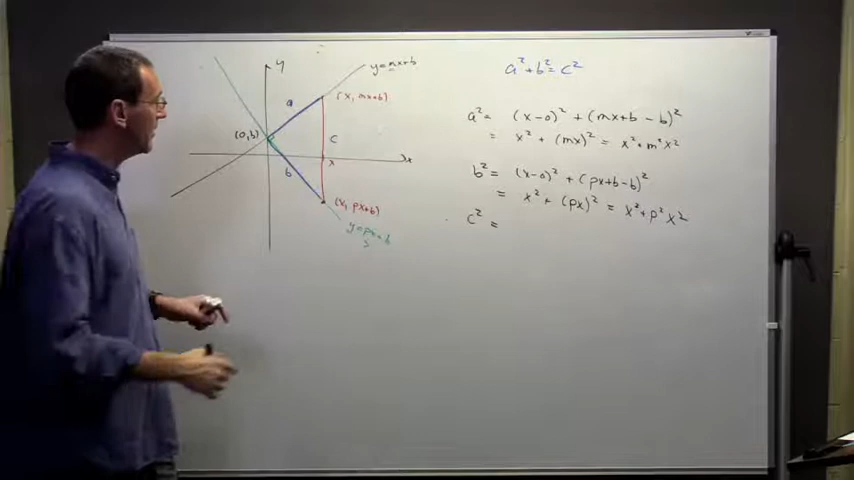 y
y=mx+b
a
(x, mx+b)
(0,b)
c
x
x
b
(x, px+b)
y=px+b
a²+b²=c²
a² = (x-0)² + (mx+b - b)²
= x² + (mx)² = x²+m²x²
b² = (x-0)² + (px+b-b)²
= x² + (px)² = x²+p²x²
c² =